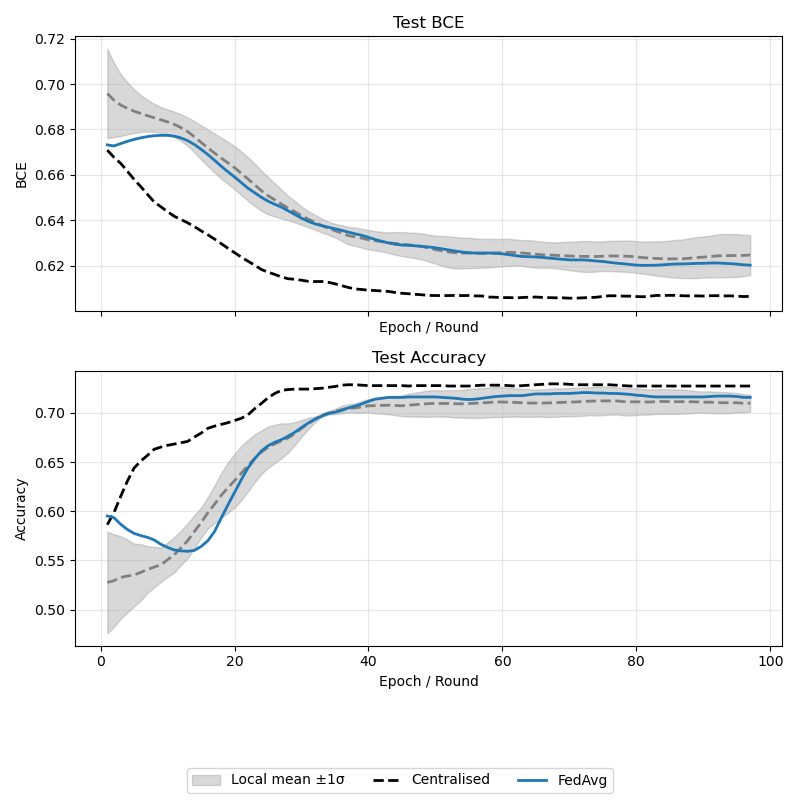 Test BCE
0.72
0.70
0.68
0.66
0.64
0.62
BCE
Epoch / Round
Test Accuracy
0.70
0.65
0.60
0.55
0.50
Accuracy
0 20 40 60 80 100
Epoch / Round
Local mean ±1σ Centralised FedAvg